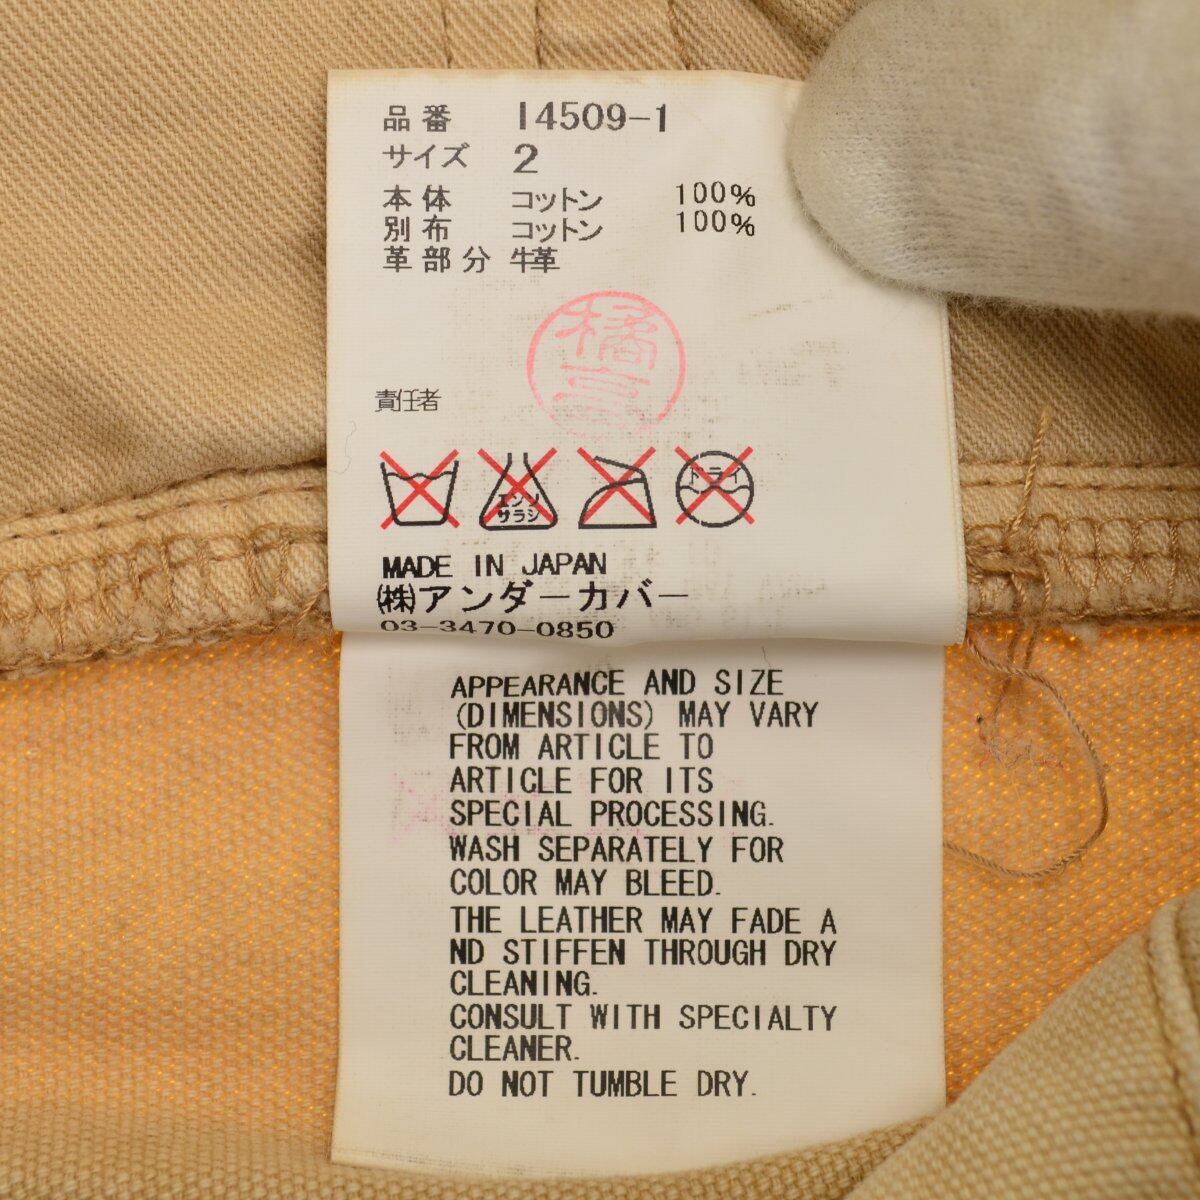 品番 14509-1
サイズ 2
本体 コットン 100%
別布 コットン 100%
革部分 牛革
橘
責任者
エンソ
サラシ
ドライ
MADE IN JAPAN
(株)アンダーカバー
03-3470-0850
APPEARANCE AND SIZE
(DIMENSIONS) MAY VARY
FROM ARTICLE TO
ARTICLE FOR ITS
SPECIAL PROCESSING.
WASH SEPARATELY FOR
COLOR MAY BLEED.
THE LEATHER MAY FADE A
ND STIFFEN THROUGH DRY
CLEANING.
CONSULT WITH SPECIALTY
CLEANER.
DO NOT TUMBLE DRY.